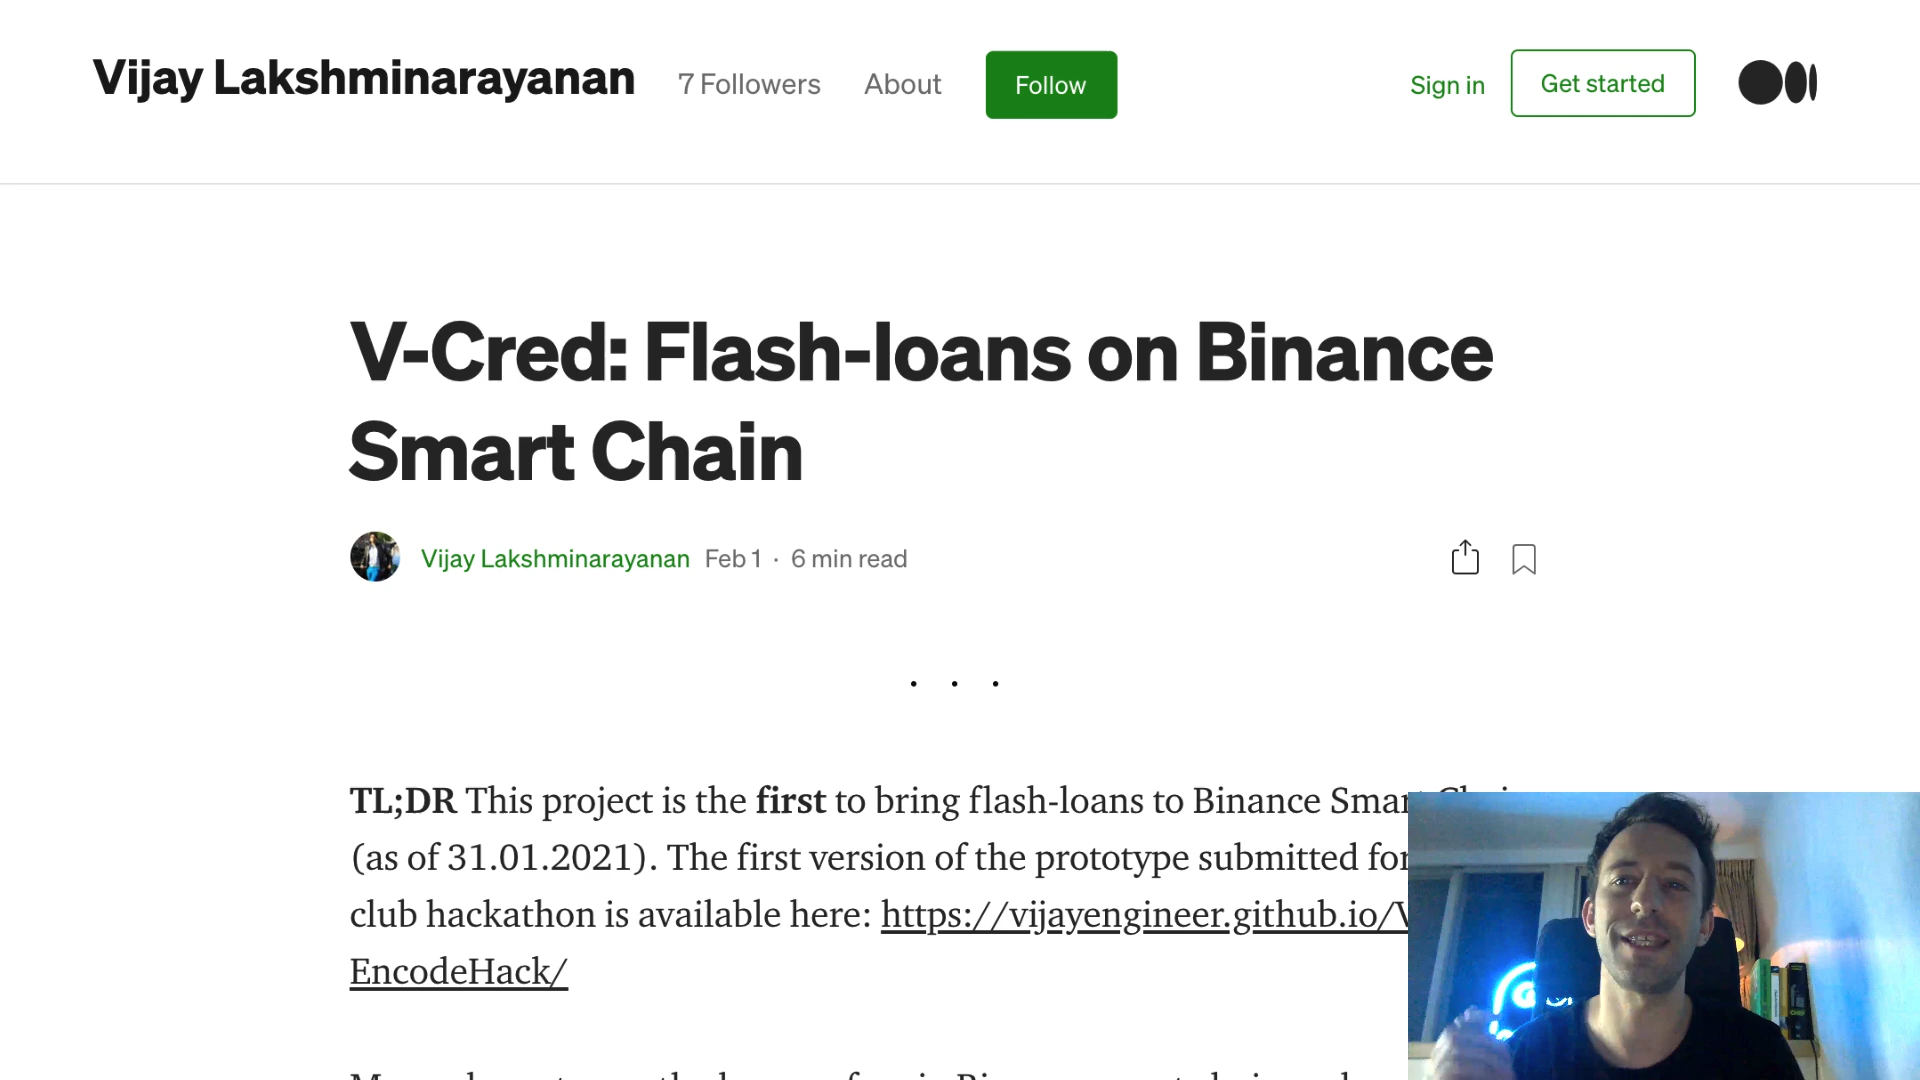 Vijay Lakshminarayanan 7 Followers About Follow Sign in Get started
V-Cred: Flash-loans on Binance
Smart Chain
Vijay Lakshminarayanan Feb 1 · 6 min read
. . .
TL;DR This project is the first to bring flash-loans to Binance Smart
(as of 31.01.2021). The first version of the prototype submitted for
club hackathon is available here: https://vijayengineer.github.io/V
EncodeHack/